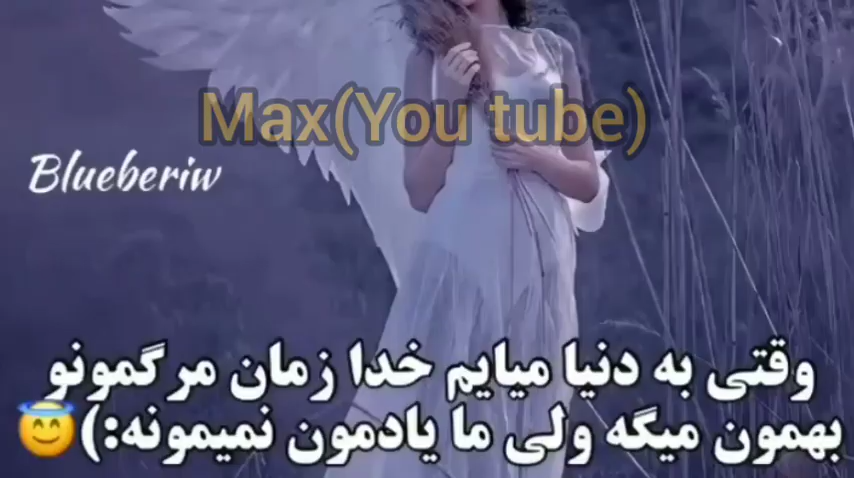 Max(You tube)
Blueberiw
وقتی به دنیا میایم خدا زمان مرگمونو
بهمون میگه ولی ما یادمون نمیمونه:)😇